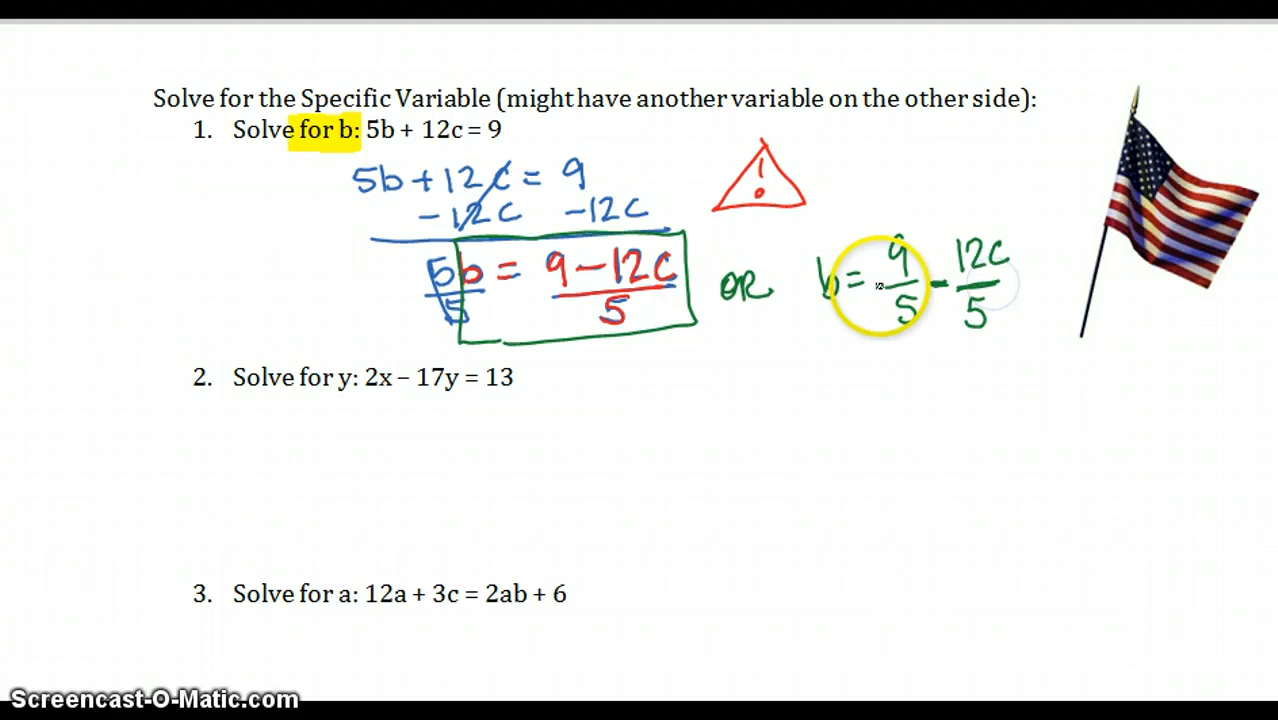 Solve for the Specific Variable (might have another variable on the other side):
1. Solve for b: 5b + 12c = 9
5b + 12c = 9
-12c -12c
5b = 9 - 12c OR b = 9 - 12c
5 5 5 5
2. Solve for y: 2x – 17y = 13
3. Solve for a: 12a + 3c = 2ab + 6
Screencast-O-Matic.com